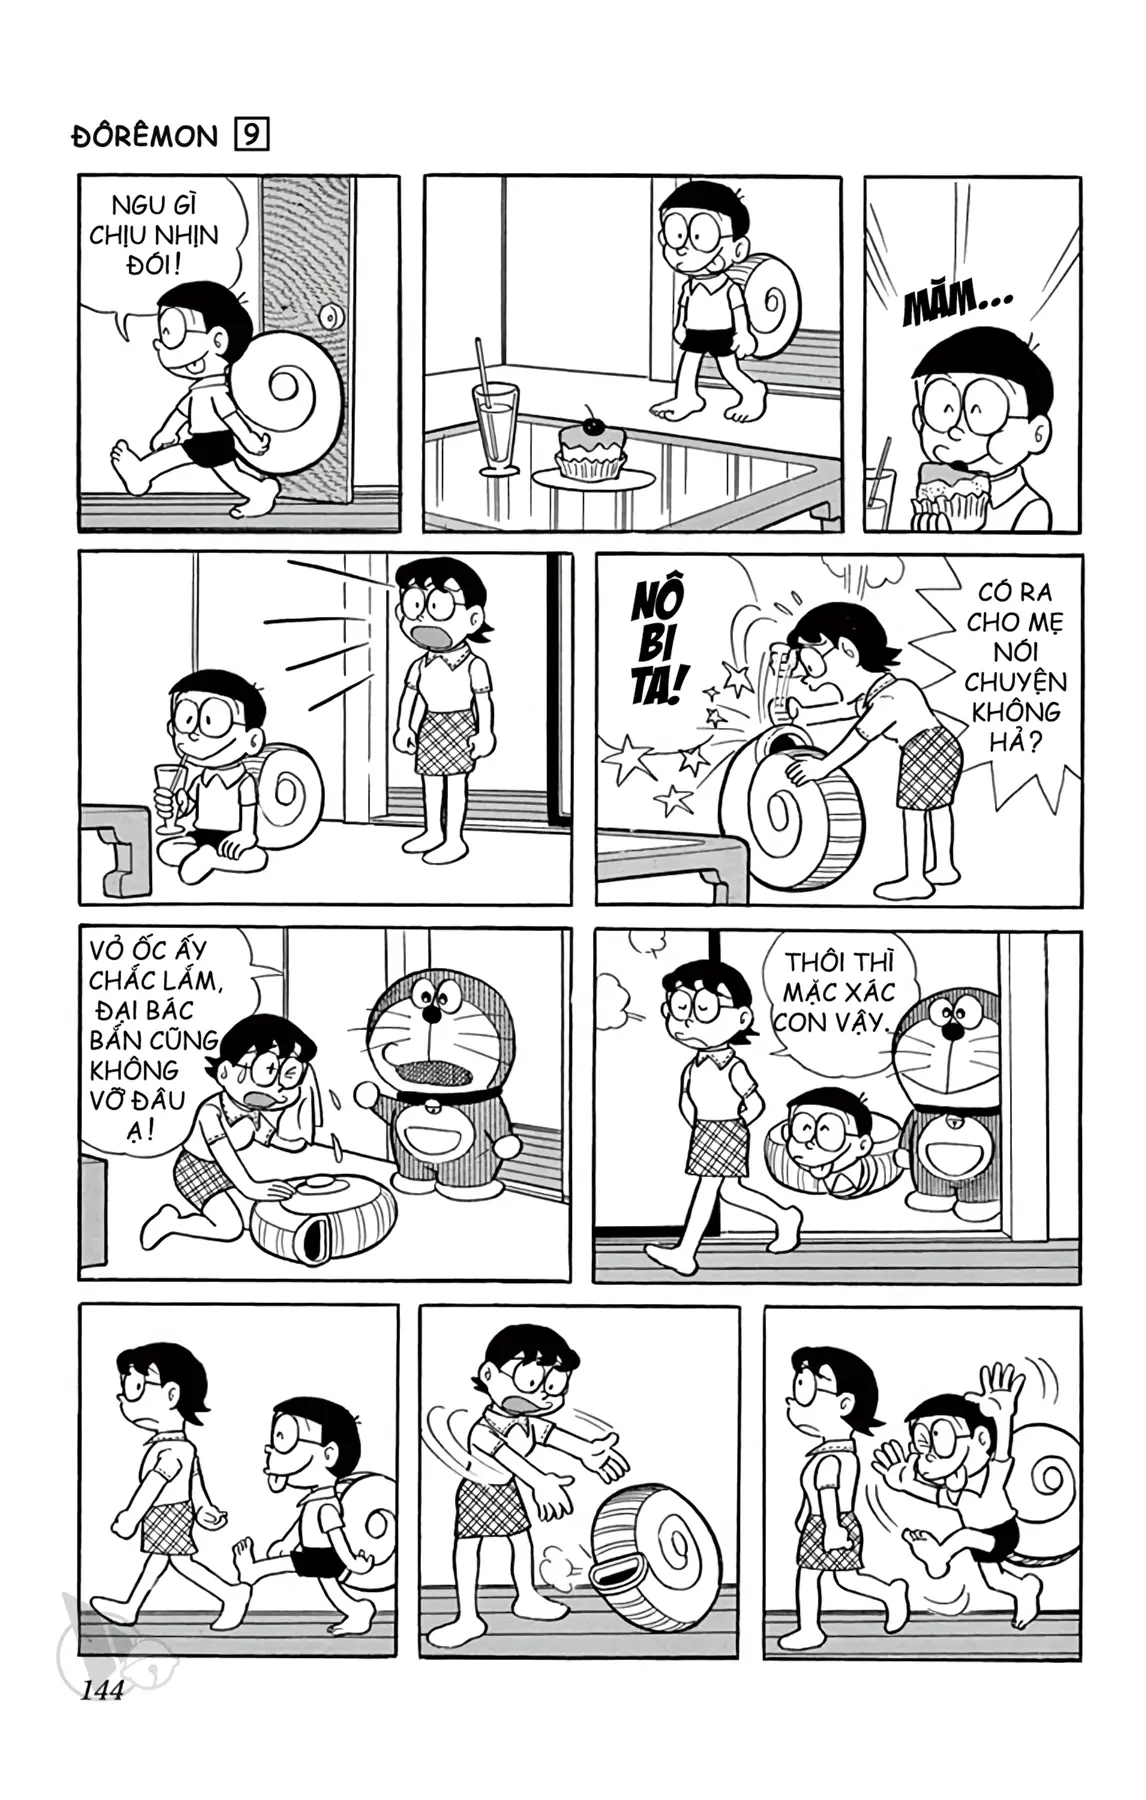 ĐÔRÊMON 9
NGU GÌ
CHỊU NHỊN
ĐÓI!
MĂM...
NÔ
BI
TA!
CÓ RA
CHO MẸ
NÓI
CHUYỆN
KHÔNG
HẢ?
VỎ ỐC ẤY
CHẮC LẮM,
ĐẠI BÁC
BẮN CŨNG
KHÔNG
VỠ ĐÂU
Ạ!
THÔI THÌ
MẶC XÁC
CON VẬY.
144